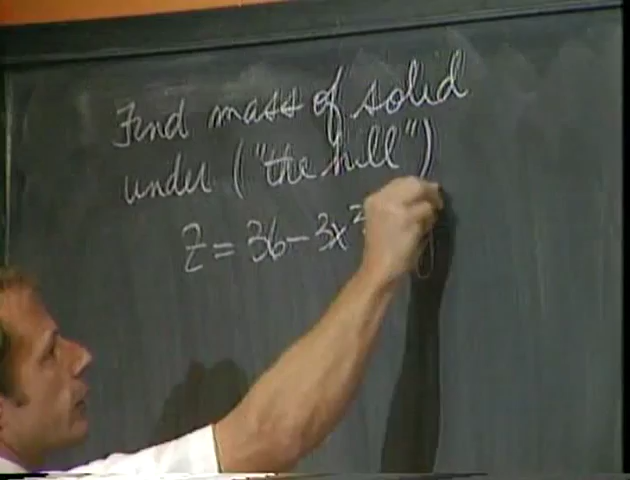 Find mass of solid
under ("the hill")
z = 36 - 3x² y